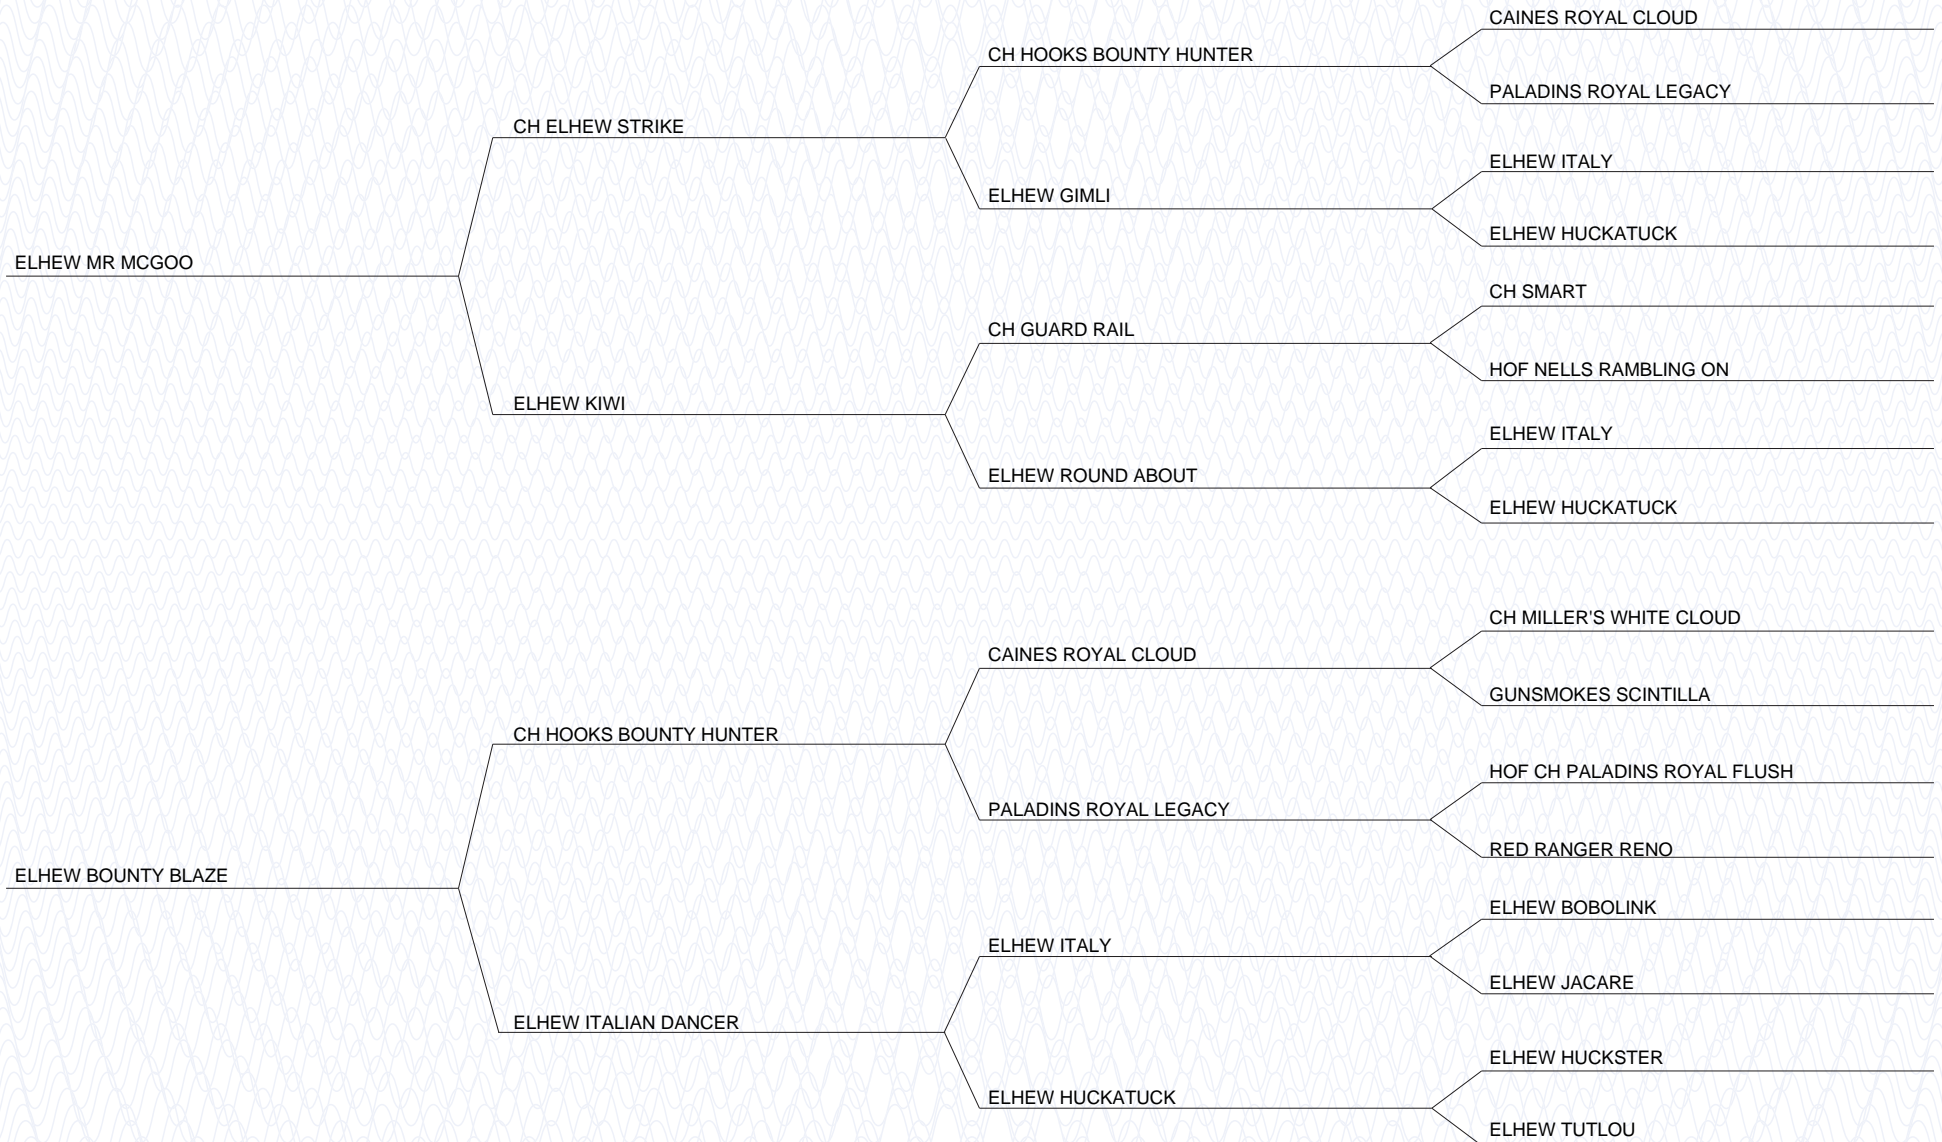 CAINES ROYAL CLOUD
CH HOOKS BOUNTY HUNTER
PALADINS ROYAL LEGACY
CH ELHEW STRIKE
ELHEW ITALY
ELHEW GIMLI
ELHEW HUCKATUCK
ELHEW MR MCGOO
CH SMART
CH GUARD RAIL
HOF NELLS RAMBLING ON
ELHEW KIWI
ELHEW ITALY
ELHEW ROUND ABOUT
ELHEW HUCKATUCK
CH MILLER'S WHITE CLOUD
CAINES ROYAL CLOUD
GUNSMOKES SCINTILLA
CH HOOKS BOUNTY HUNTER
HOF CH PALADINS ROYAL FLUSH
PALADINS ROYAL LEGACY
RED RANGER RENO
ELHEW BOUNTY BLAZE
ELHEW BOBOLINK
ELHEW ITALY
ELHEW JACARE
ELHEW ITALIAN DANCER
ELHEW HUCKSTER
ELHEW HUCKATUCK
ELHEW TUTLOU